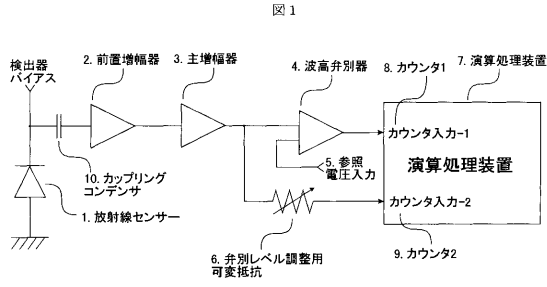 図1
検出器
バイアス
2. 前置増幅器
3. 主増幅器
4. 波高弁別器
8. カウンタ1
7. 演算処理装置
カウンタ入力-1
演算処理装置
5. 参照
電圧入力
10. カップリング
コンデンサ
1. 放射線センサー
カウンタ入力-2
6. 弁別レベル調整用
可変抵抗
9. カウンタ2